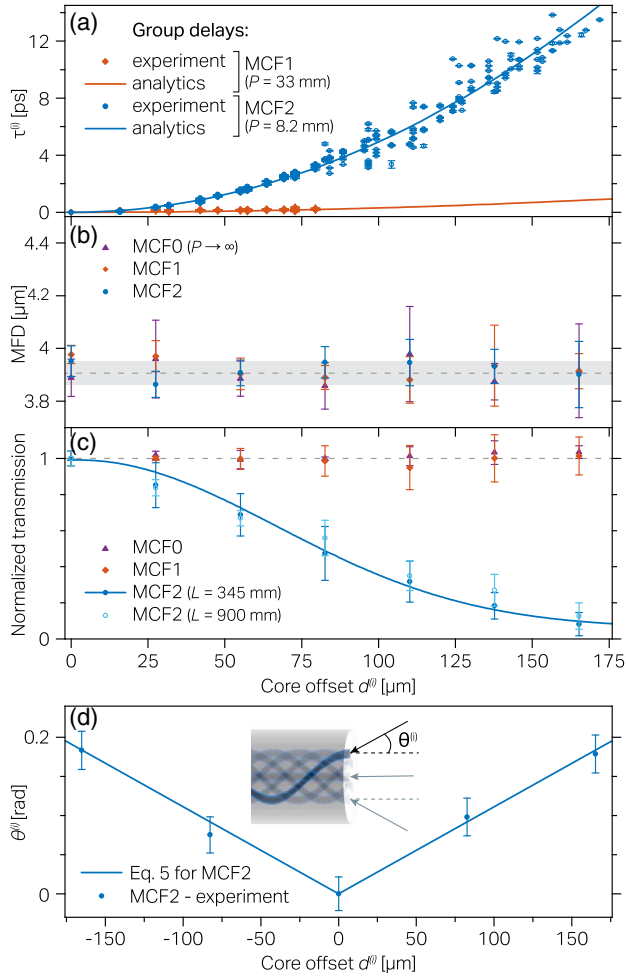 (a)
Group delays:
experiment
analytics
MCF1
(P = 33 mm)
experiment
analytics
MCF2
(P = 8.2 mm)
τ⁽ⁱ⁾ [ps]
12
8
4
0
(b)
MCF0 (P → ∞)
MCF1
MCF2
MFD [μm]
4.4
4.2
4
3.8
(c)
MCF0
MCF1
MCF2 (L = 345 mm)
MCF2 (L = 900 mm)
Normalized transmission
1
0
0 25 50 75 100 125 150 175
Core offset d⁽ⁱ⁾ [μm]
(d)
θ⁽ⁱ⁾
Eq. 5 for MCF2
MCF2 - experiment
θ⁽ⁱ⁾ [rad]
0.2
0
-150 -100 -50 0 50 100 150
Core offset d⁽ⁱ⁾ [μm]